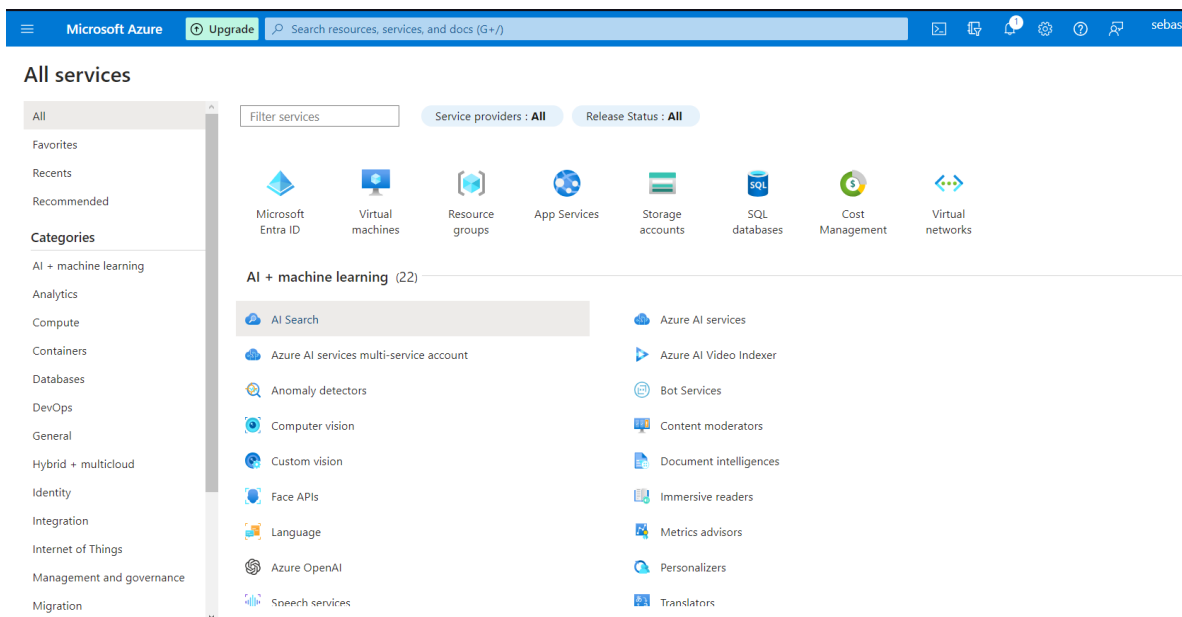 Microsoft Azure
Upgrade
Search resources, services, and docs (G+/)
1
sebas
All services
All
Favorites
Recents
Recommended
Categories
AI + machine learning
Analytics
Compute
Containers
Databases
DevOps
General
Hybrid + multicloud
Identity
Integration
Internet of Things
Management and governance
Migration
Filter services
Service providers : All
Release Status : All
Microsoft
Entra ID
Virtual
machines
Resource
groups
App Services
Storage
accounts
SQL
SQL
databases
Cost
Management
Virtual
networks
AI + machine learning (22)
AI Search
Azure AI services
Azure AI services multi-service account
Azure AI Video Indexer
Anomaly detectors
Bot Services
Computer vision
Content moderators
Custom vision
Document intelligences
Face APIs
Immersive readers
Language
Metrics advisors
Azure OpenAI
Personalizers
Speech services
Translators